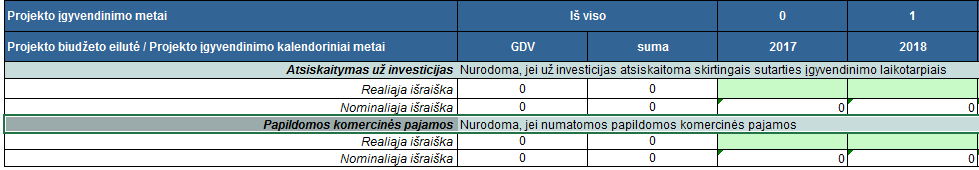 Projekto įgyvendinimo metai Iš viso 0 1
Projekto biudžeto eilutė / Projekto įgyvendinimo kalendoriniai metai GDV suma 2017 2018
Atsiskaitymas už investicijas Nurodoma, jei už investicijas atsiskaitoma skirtingais sutarties įgyvendinimo laikotarpiais
Realiąja išraiška 0 0
Nominaliąja išraiška 0 0 0 0
Papildomos komercinės pajamos Nurodoma, jei numatomos papildomos komercinės pajamos
Realiąja išraiška 0 0
Nominaliąja išraiška 0 0 0 0